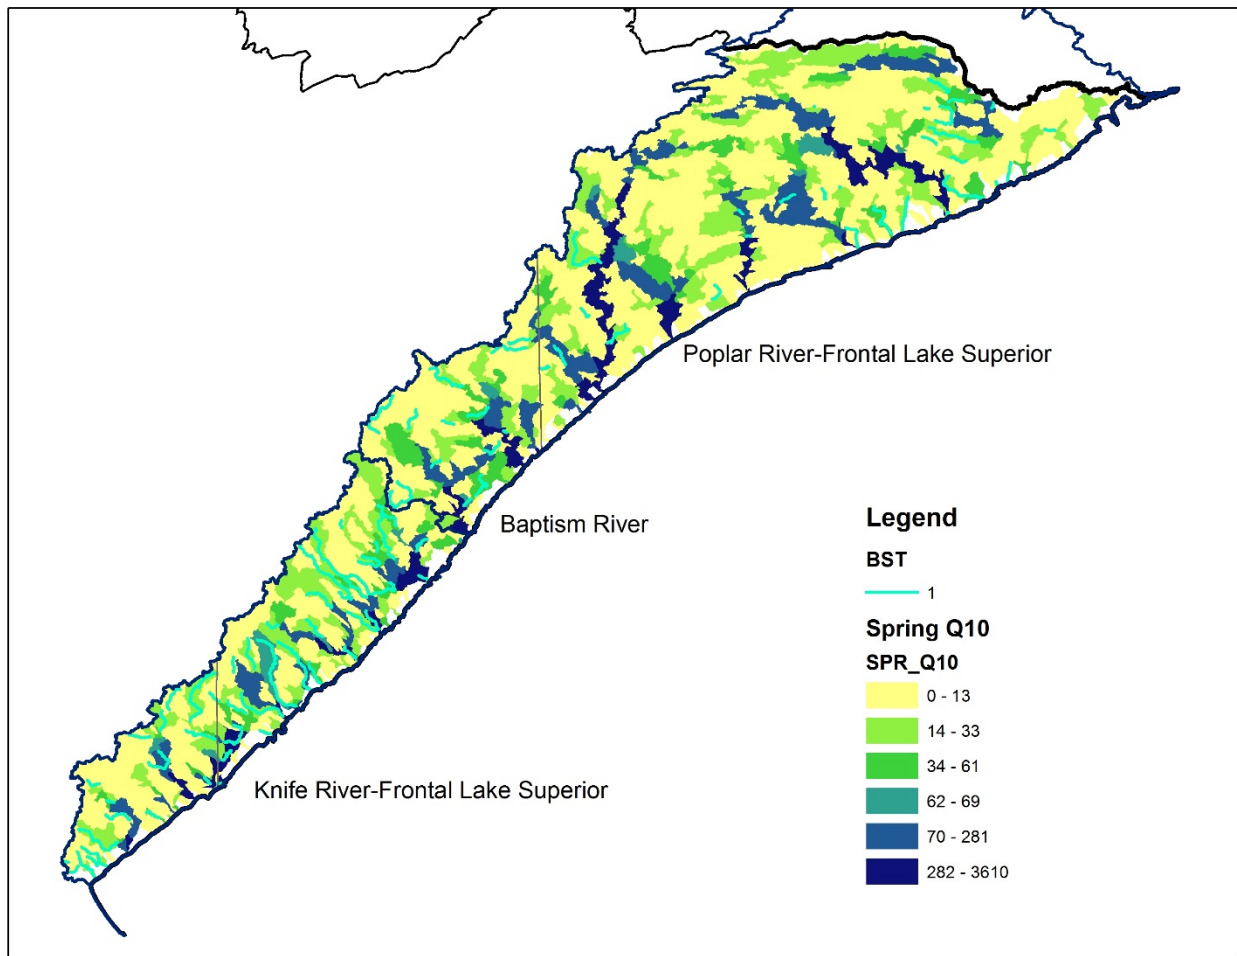 Poplar River-Frontal Lake Superior
Baptism River
Knife River-Frontal Lake Superior
Legend
BST
1
Spring Q10
SPR_Q10
0 - 13
14 - 33
34 - 61
62 - 69
70 - 281
282 - 3610